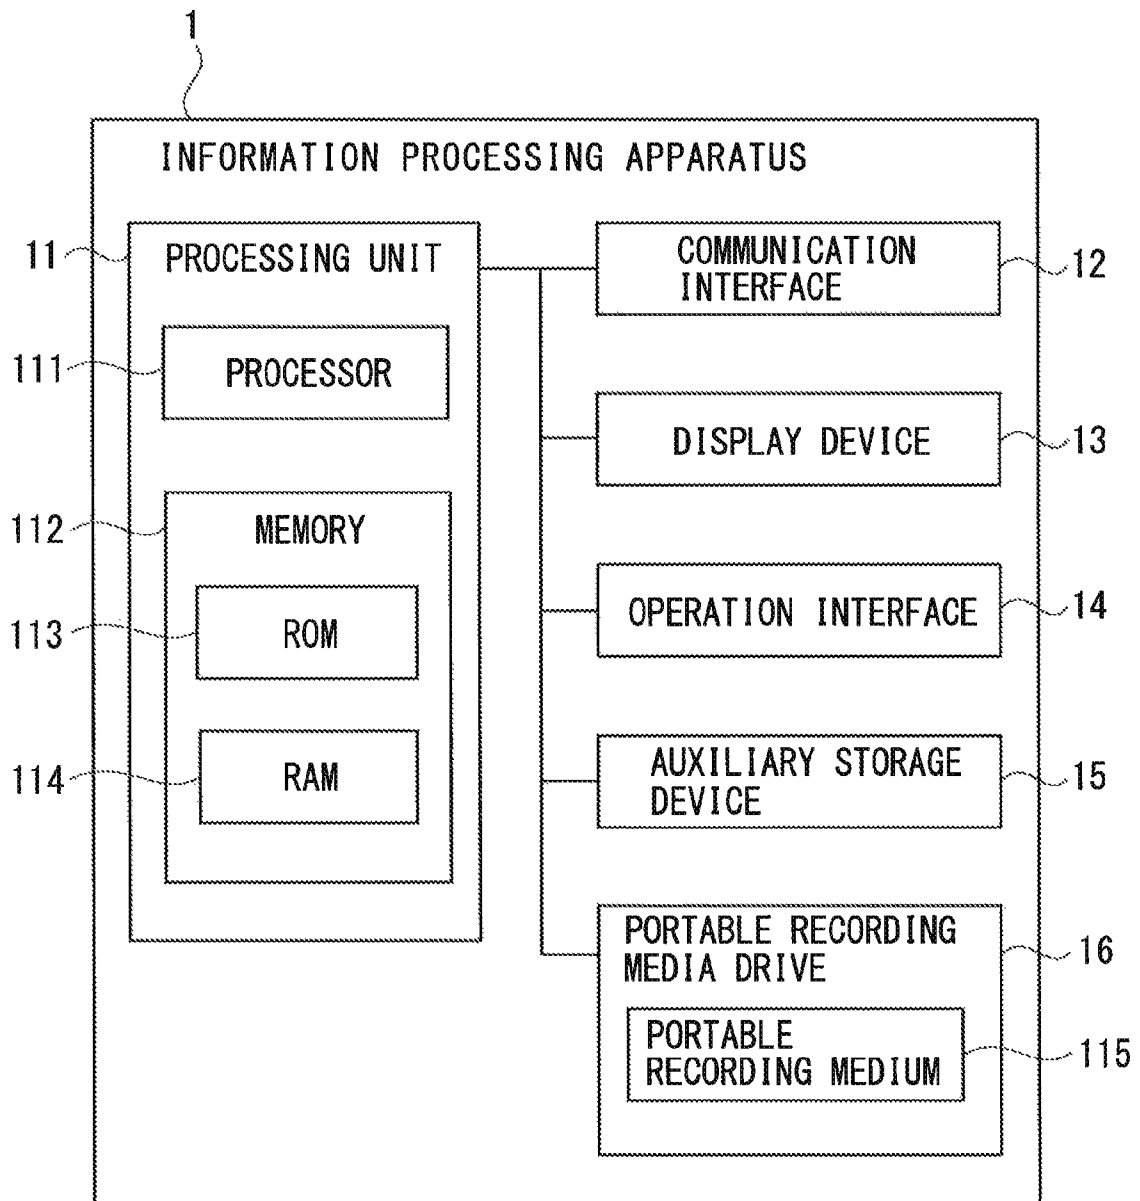 1
INFORMATION PROCESSING APPARATUS
11
PROCESSING UNIT
111
PROCESSOR
112
MEMORY
113
ROM
114
RAM
COMMUNICATION
INTERFACE
12
DISPLAY DEVICE
13
OPERATION INTERFACE
14
AUXILIARY STORAGE
DEVICE
15
PORTABLE RECORDING
MEDIA DRIVE
16
PORTABLE
RECORDING MEDIUM
115